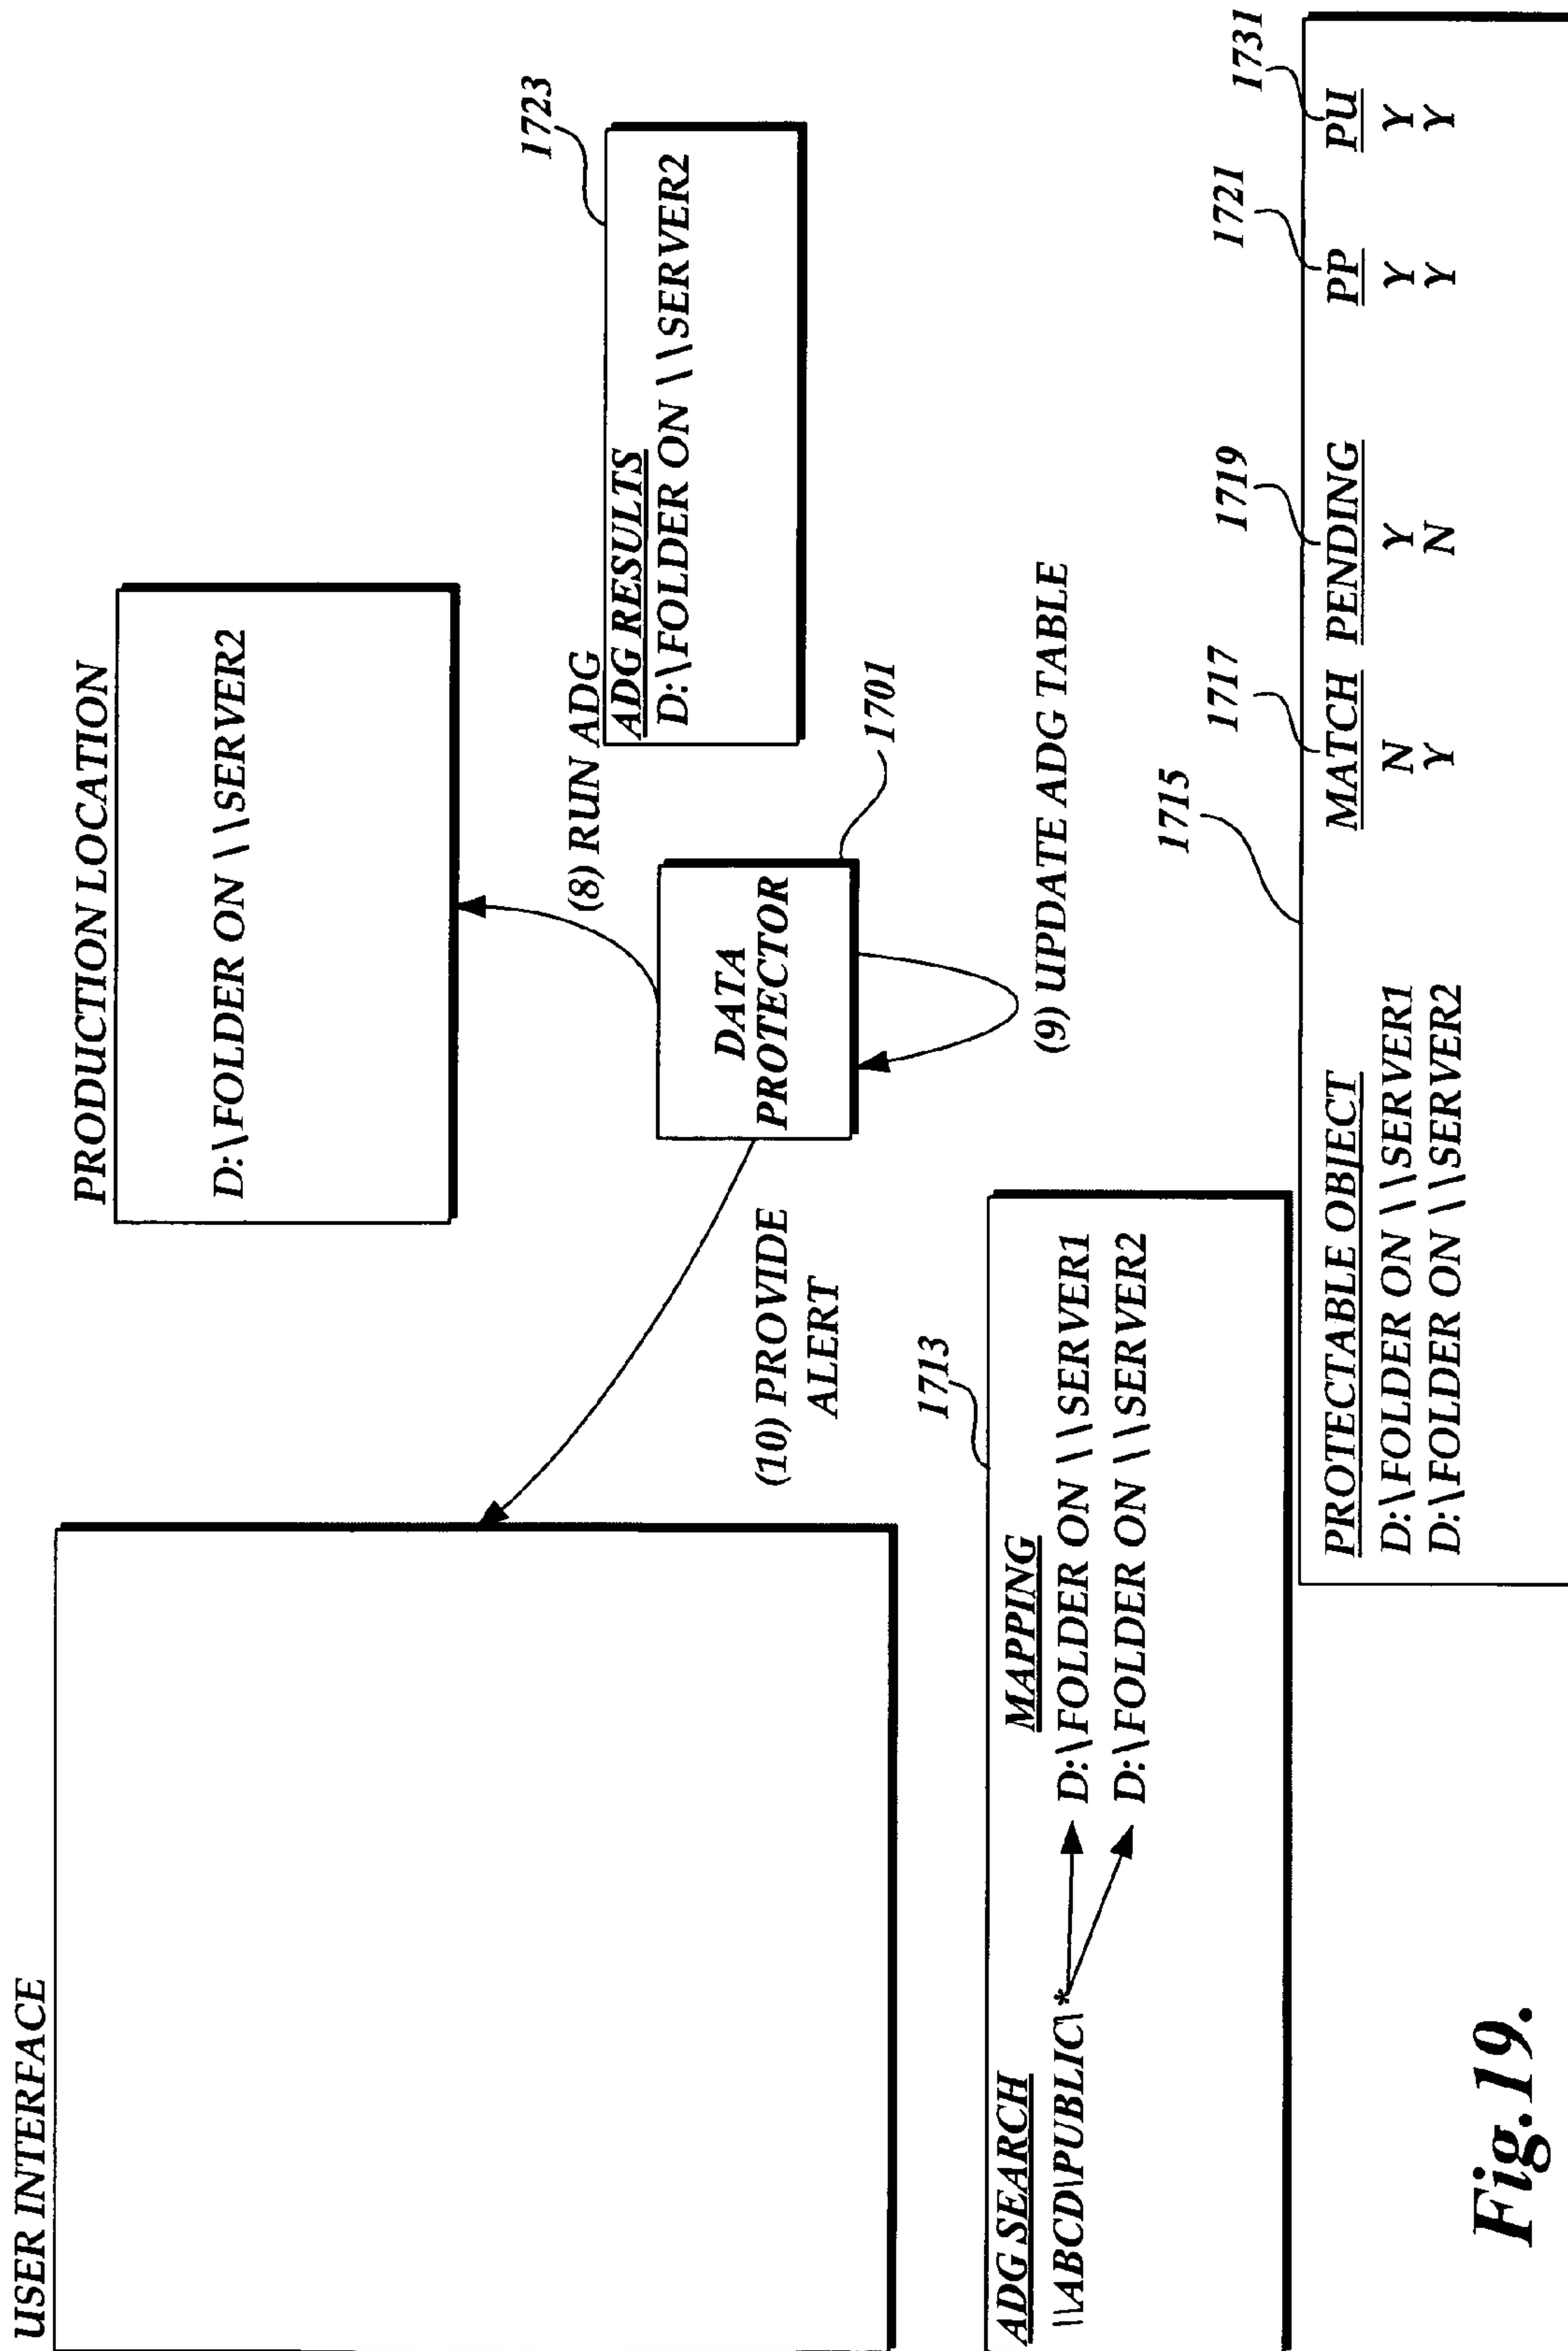 USER INTERFACE
PRODUCTION LOCATION
D:\FOLDER ON \\SERVER2
(8) RUN ADG
1723
ADG RESULTS
D:\FOLDER ON \\SERVER2
DATA
PROTECTOR
1701
(9) UPDATE ADG TABLE
(10) PROVIDE
ALERT
1713
ADG SEARCH
MAPPING
\\ABCD\PUBLIC\*
D:\FOLDER ON \\SERVER1
D:\FOLDER ON \\SERVER2
1715
1717
1719
1721
1731
PROTECTABLE OBJECT MATCH PENDING PP PU
D:\FOLDER ON \\SERVER1 N Y Y Y
D:\FOLDER ON \\SERVER2 Y N Y Y
Fig.19.